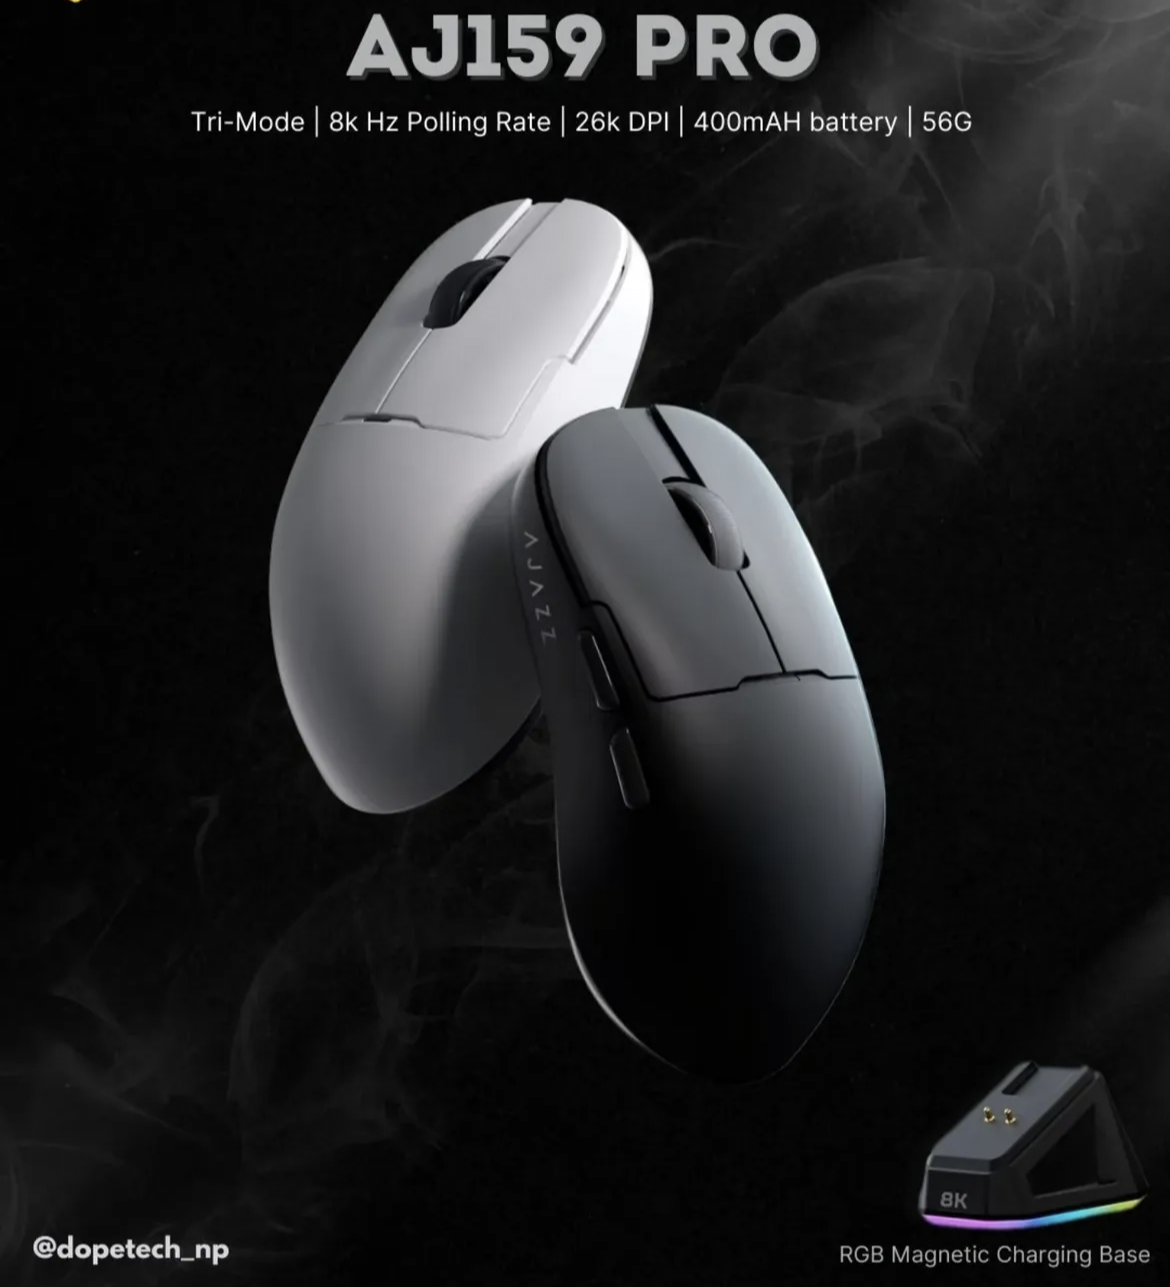 AJ159 PRO
Tri-Mode | 8k Hz Polling Rate | 26k DPI | 400mAH battery | 56G
AJAZZ
8K
@dopetech_np
RGB Magnetic Charging Base